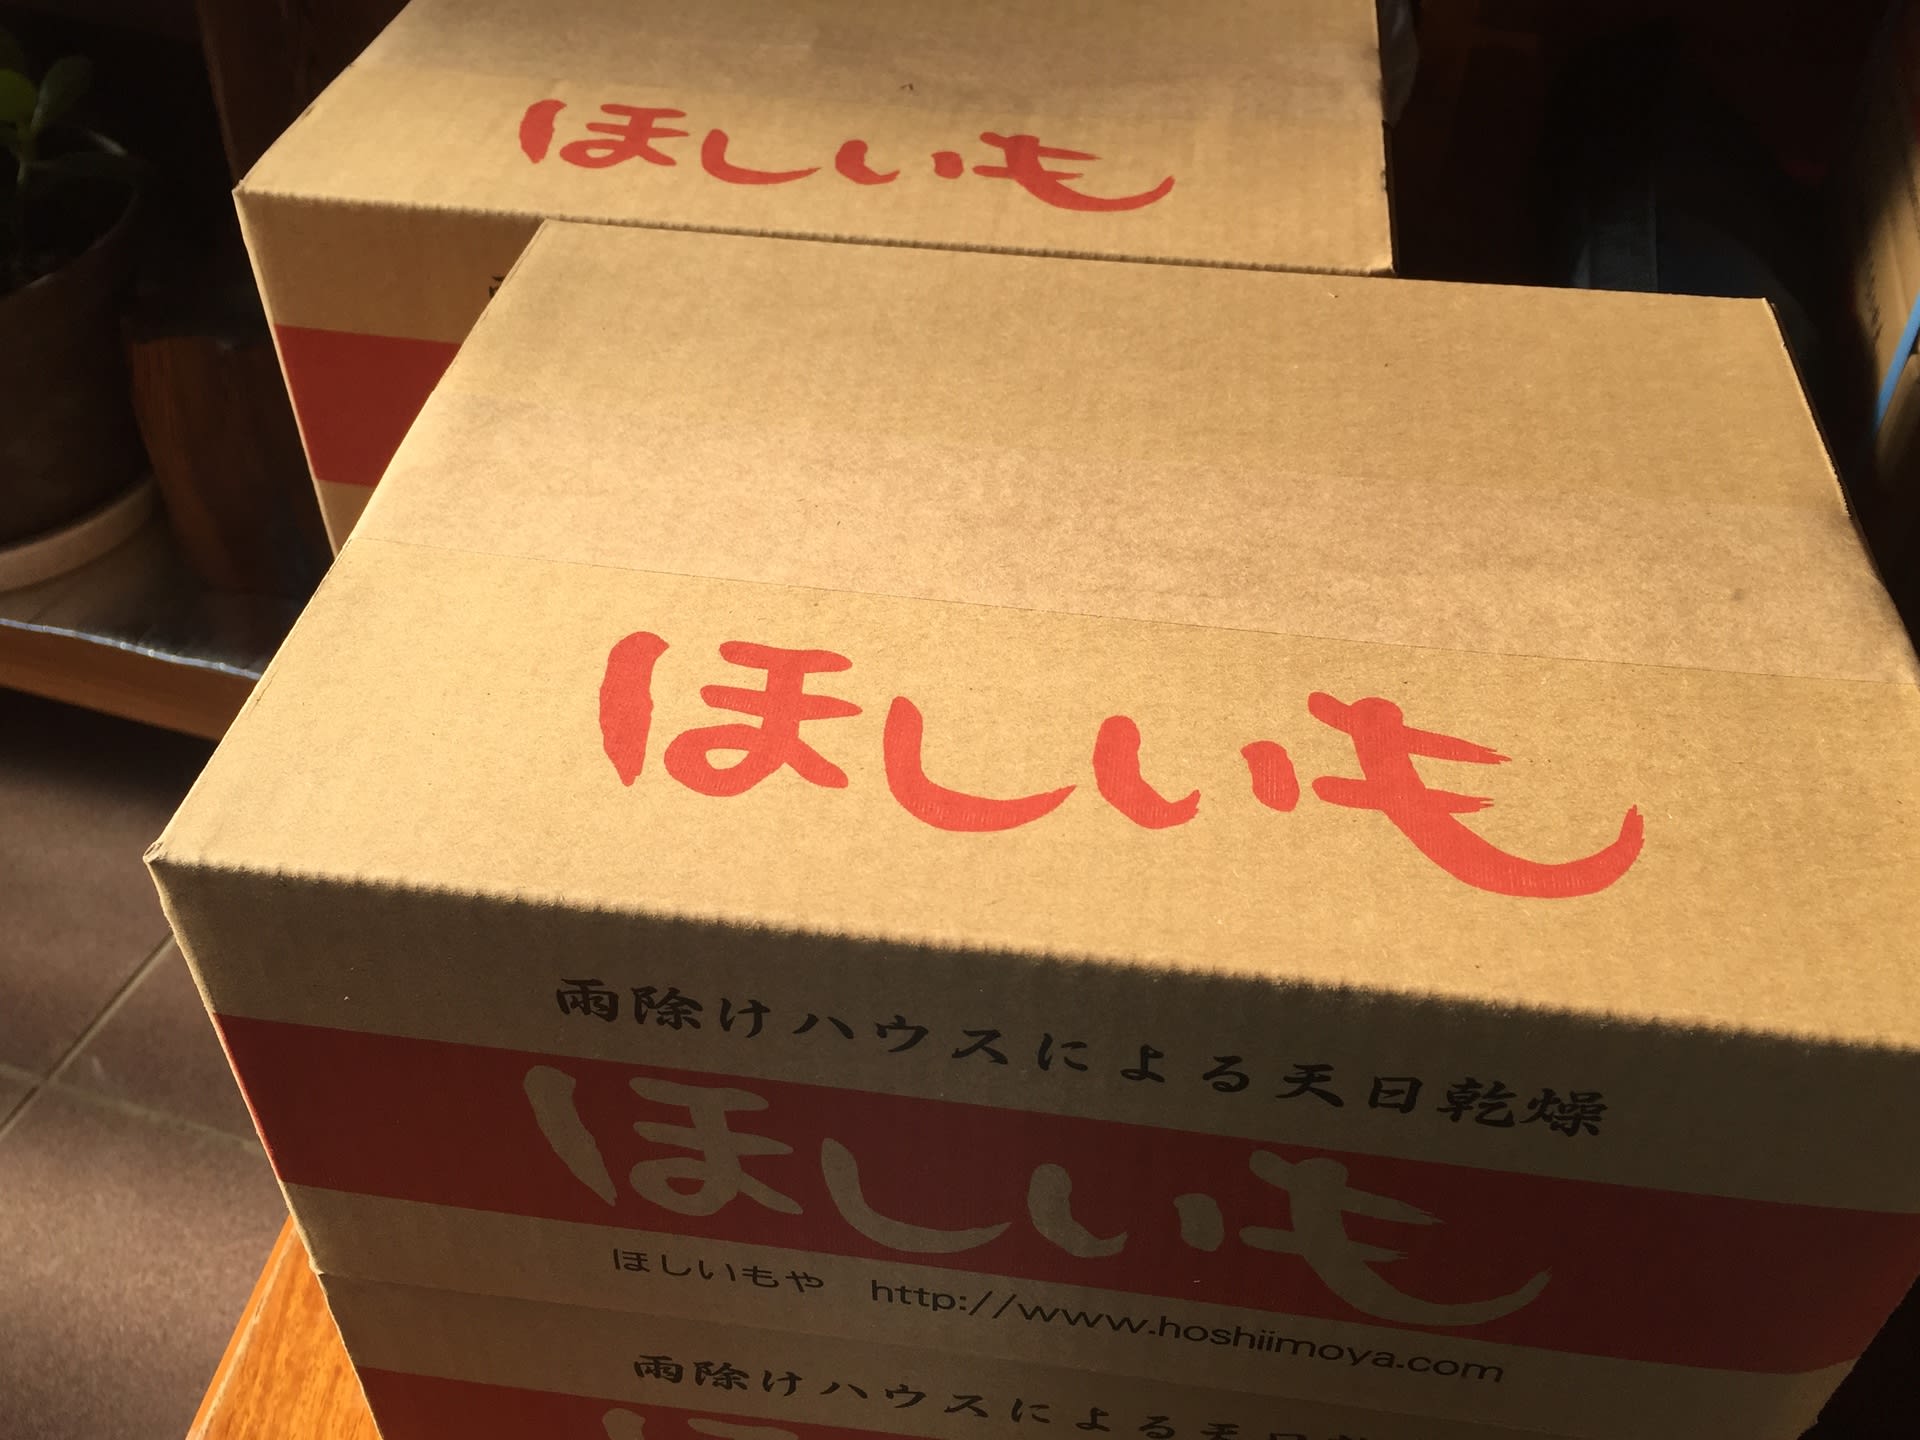 ほしいも
ほしいも
雨除けハウスによる天日乾燥
ほしいも
ほしいもや http://www.hoshiimoya.com
雨除けハウスによる天日